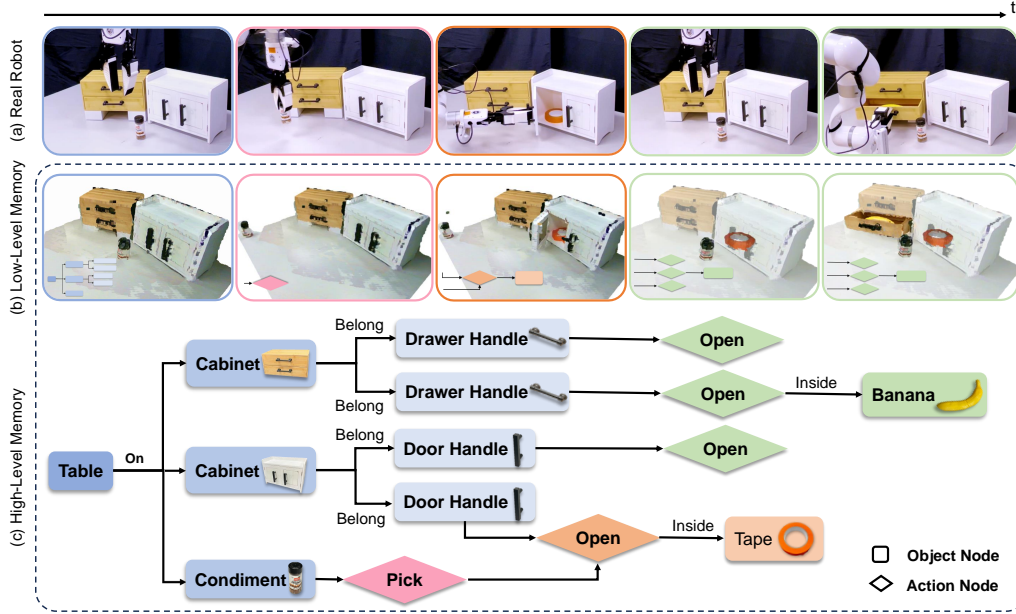 t
(a) Real Robot
(b) Low-Level Memory
(c) High-Level Memory
Belong
Drawer Handle
Open
Cabinet
Belong
Drawer Handle
Open
Inside
Banana
Belong
Door Handle
Open
Table
On
Cabinet
Belong
Door Handle
Open
Inside
Tape
Condiment
Pick
Object Node
Action Node